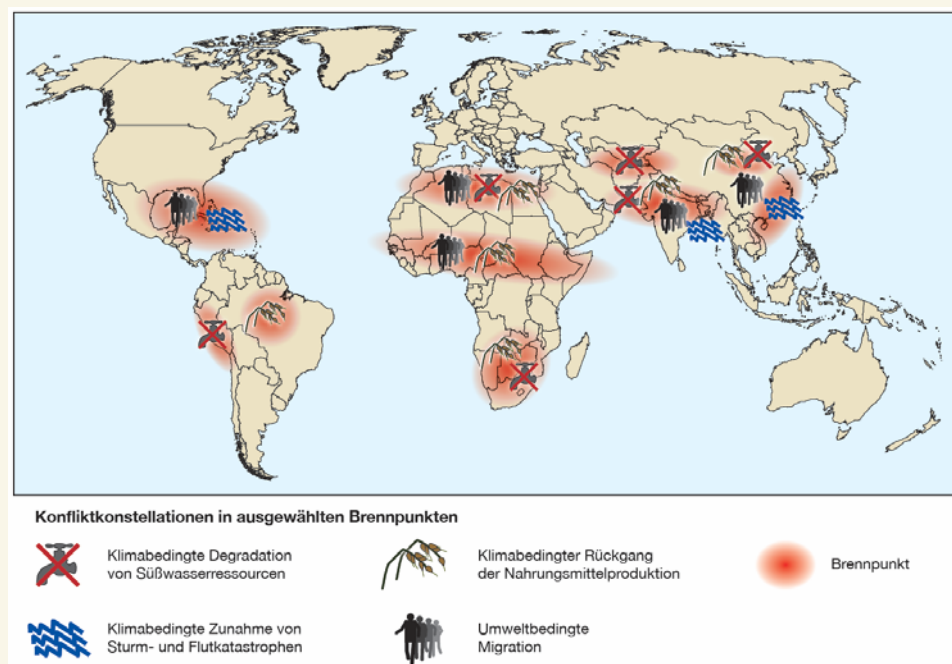 Konfliktkonstellationen in ausgewählten Brennpunkten
Klimabedingte Degradation
von Süßwasserressourcen
Klimabedingter Rückgang
der Nahrungsmittelproduktion
Brennpunkt
Klimabedingte Zunahme von
Sturm- und Flutkatastrophen
Umweltbedingte
Migration